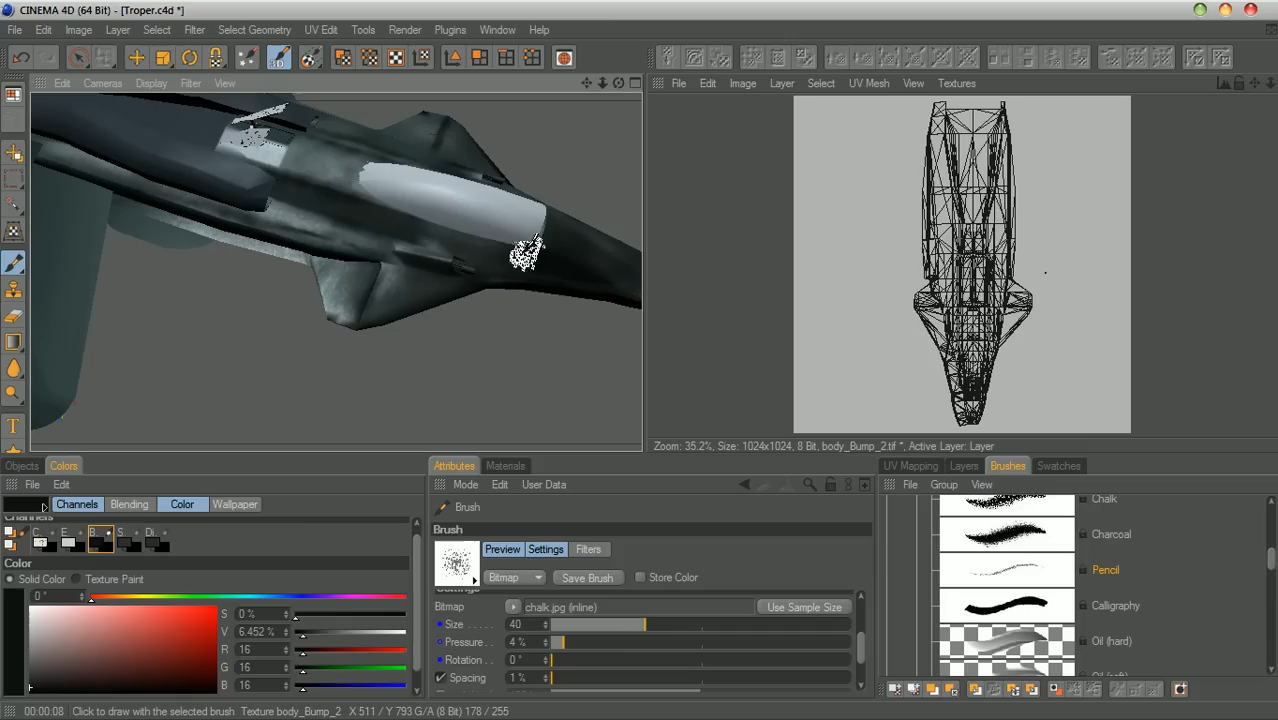 CINEMA 4D (64 Bit) - [Troper.c4d *]
File Edit Image Layer Select Filter Select Geometry UV Edit Tools Render Plugins Window Help
3D
Edit Cameras Display Filter View
File Edit Image Layer Select UV Mesh View Textures
T
Zoom: 35.2%, Size: 1024x1024, 8 Bit, body_Bump_2.tif *, Active Layer: Layer
Objects Colors
Attributes Materials
UV Mapping Layers Brushes Swatches
File Edit
Mode Edit User Data
File Group View
Channels Blending Color Wallpaper
Channels
C. E. B. S. Di.
Color
Solid Color Texture Paint
0 °
S 0 %
V 6.452 %
R 16
G 16
B 16
Brush
Brush
Preview Settings Filters
Bitmap Save Brush Store Color
Settings
Bitmap chalk.jpg (inline) Use Sample Size
Size 40
Pressure 4 %
Rotation 0 °
Spacing 1 %
Chalk
Charcoal
Pencil
Calligraphy
Oil (hard)
00:00:08 Click to draw with the selected brush Texture body_Bump_2 X 511 / Y 793 G/A (8 Bit) 178 / 255